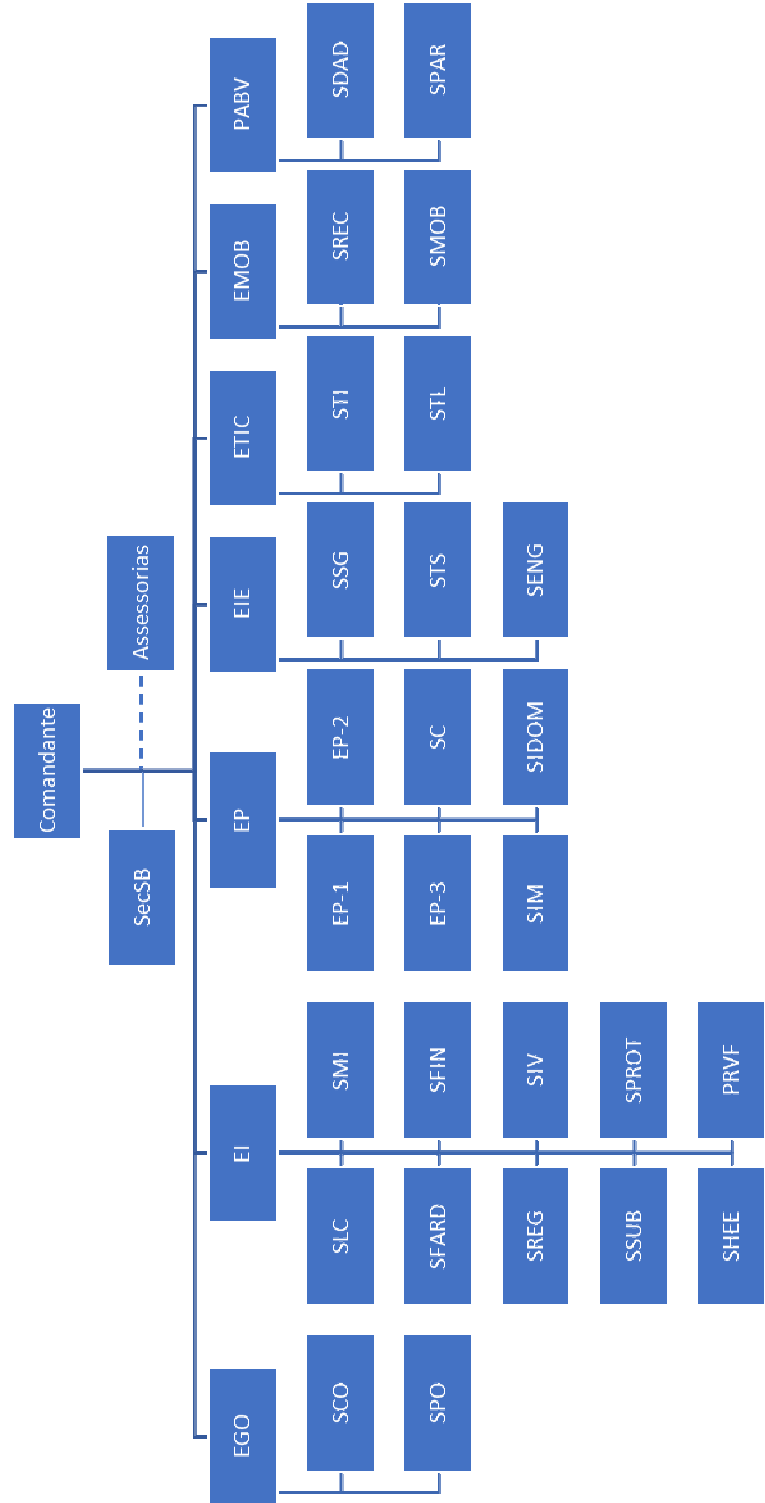 Comandante
SecSB
Assessorias
EGO
EI
EP
EIE
ETIC
EMOB
PABV
SCO
SLC
SMI
EP-1
EP-2
SSG
STI
SREC
SDAD
SPO
SFARD
SFIN
EP-3
SC
STS
STL
SMOB
SPAR
SREG
SIV
SIM
SIDOM
SENG
SSUB
SPROT
SHEE
PRVF